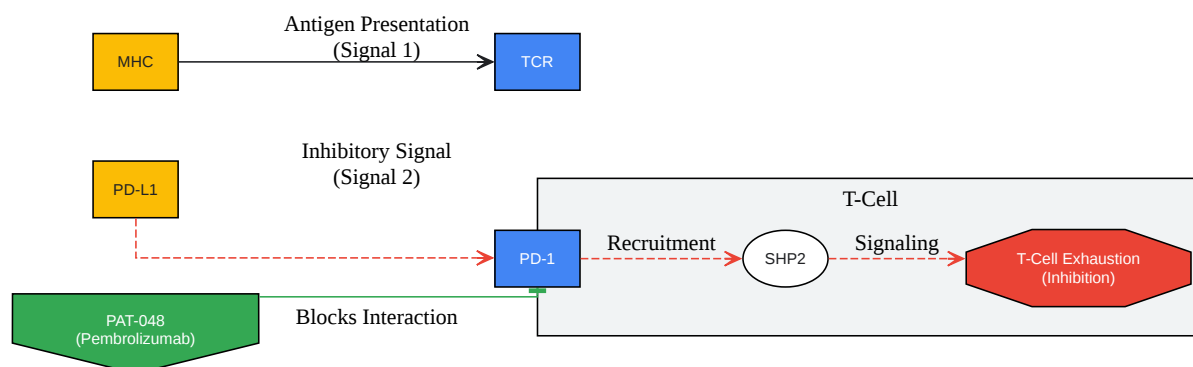 Antigen Presentation
(Signal 1)
MHC
TCR
Inhibitory Signal
(Signal 2)
PD-L1
T-Cell
PD-1
Recruitment
SHP2
Signaling
T-Cell Exhaustion
(Inhibition)
PAT-048
(Pembrolizumab)
Blocks Interaction